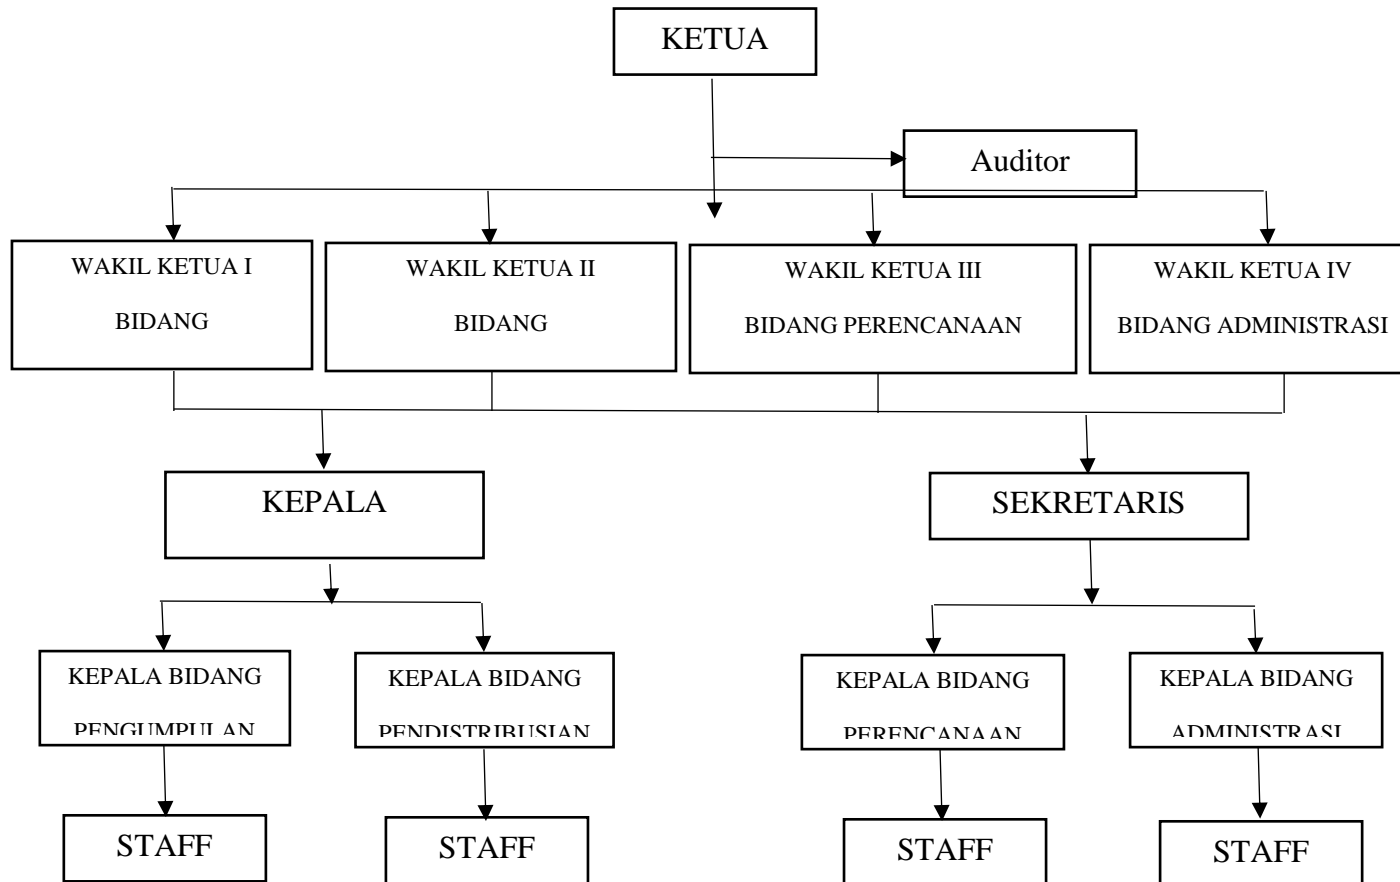 KETUA
Auditor
WAKIL KETUA I
BIDANG
WAKIL KETUA II
BIDANG
WAKIL KETUA III
BIDANG PERENCANAAN
WAKIL KETUA IV
BIDANG ADMINISTRASI
KEPALA
SEKRETARIS
KEPALA BIDANG
PENGUMPULAN
KEPALA BIDANG
PENDISTRIBUSIAN
KEPALA BIDANG
PERENCANAAN
KEPALA BIDANG
ADMINISTRASI
STAFF
STAFF
STAFF
STAFF